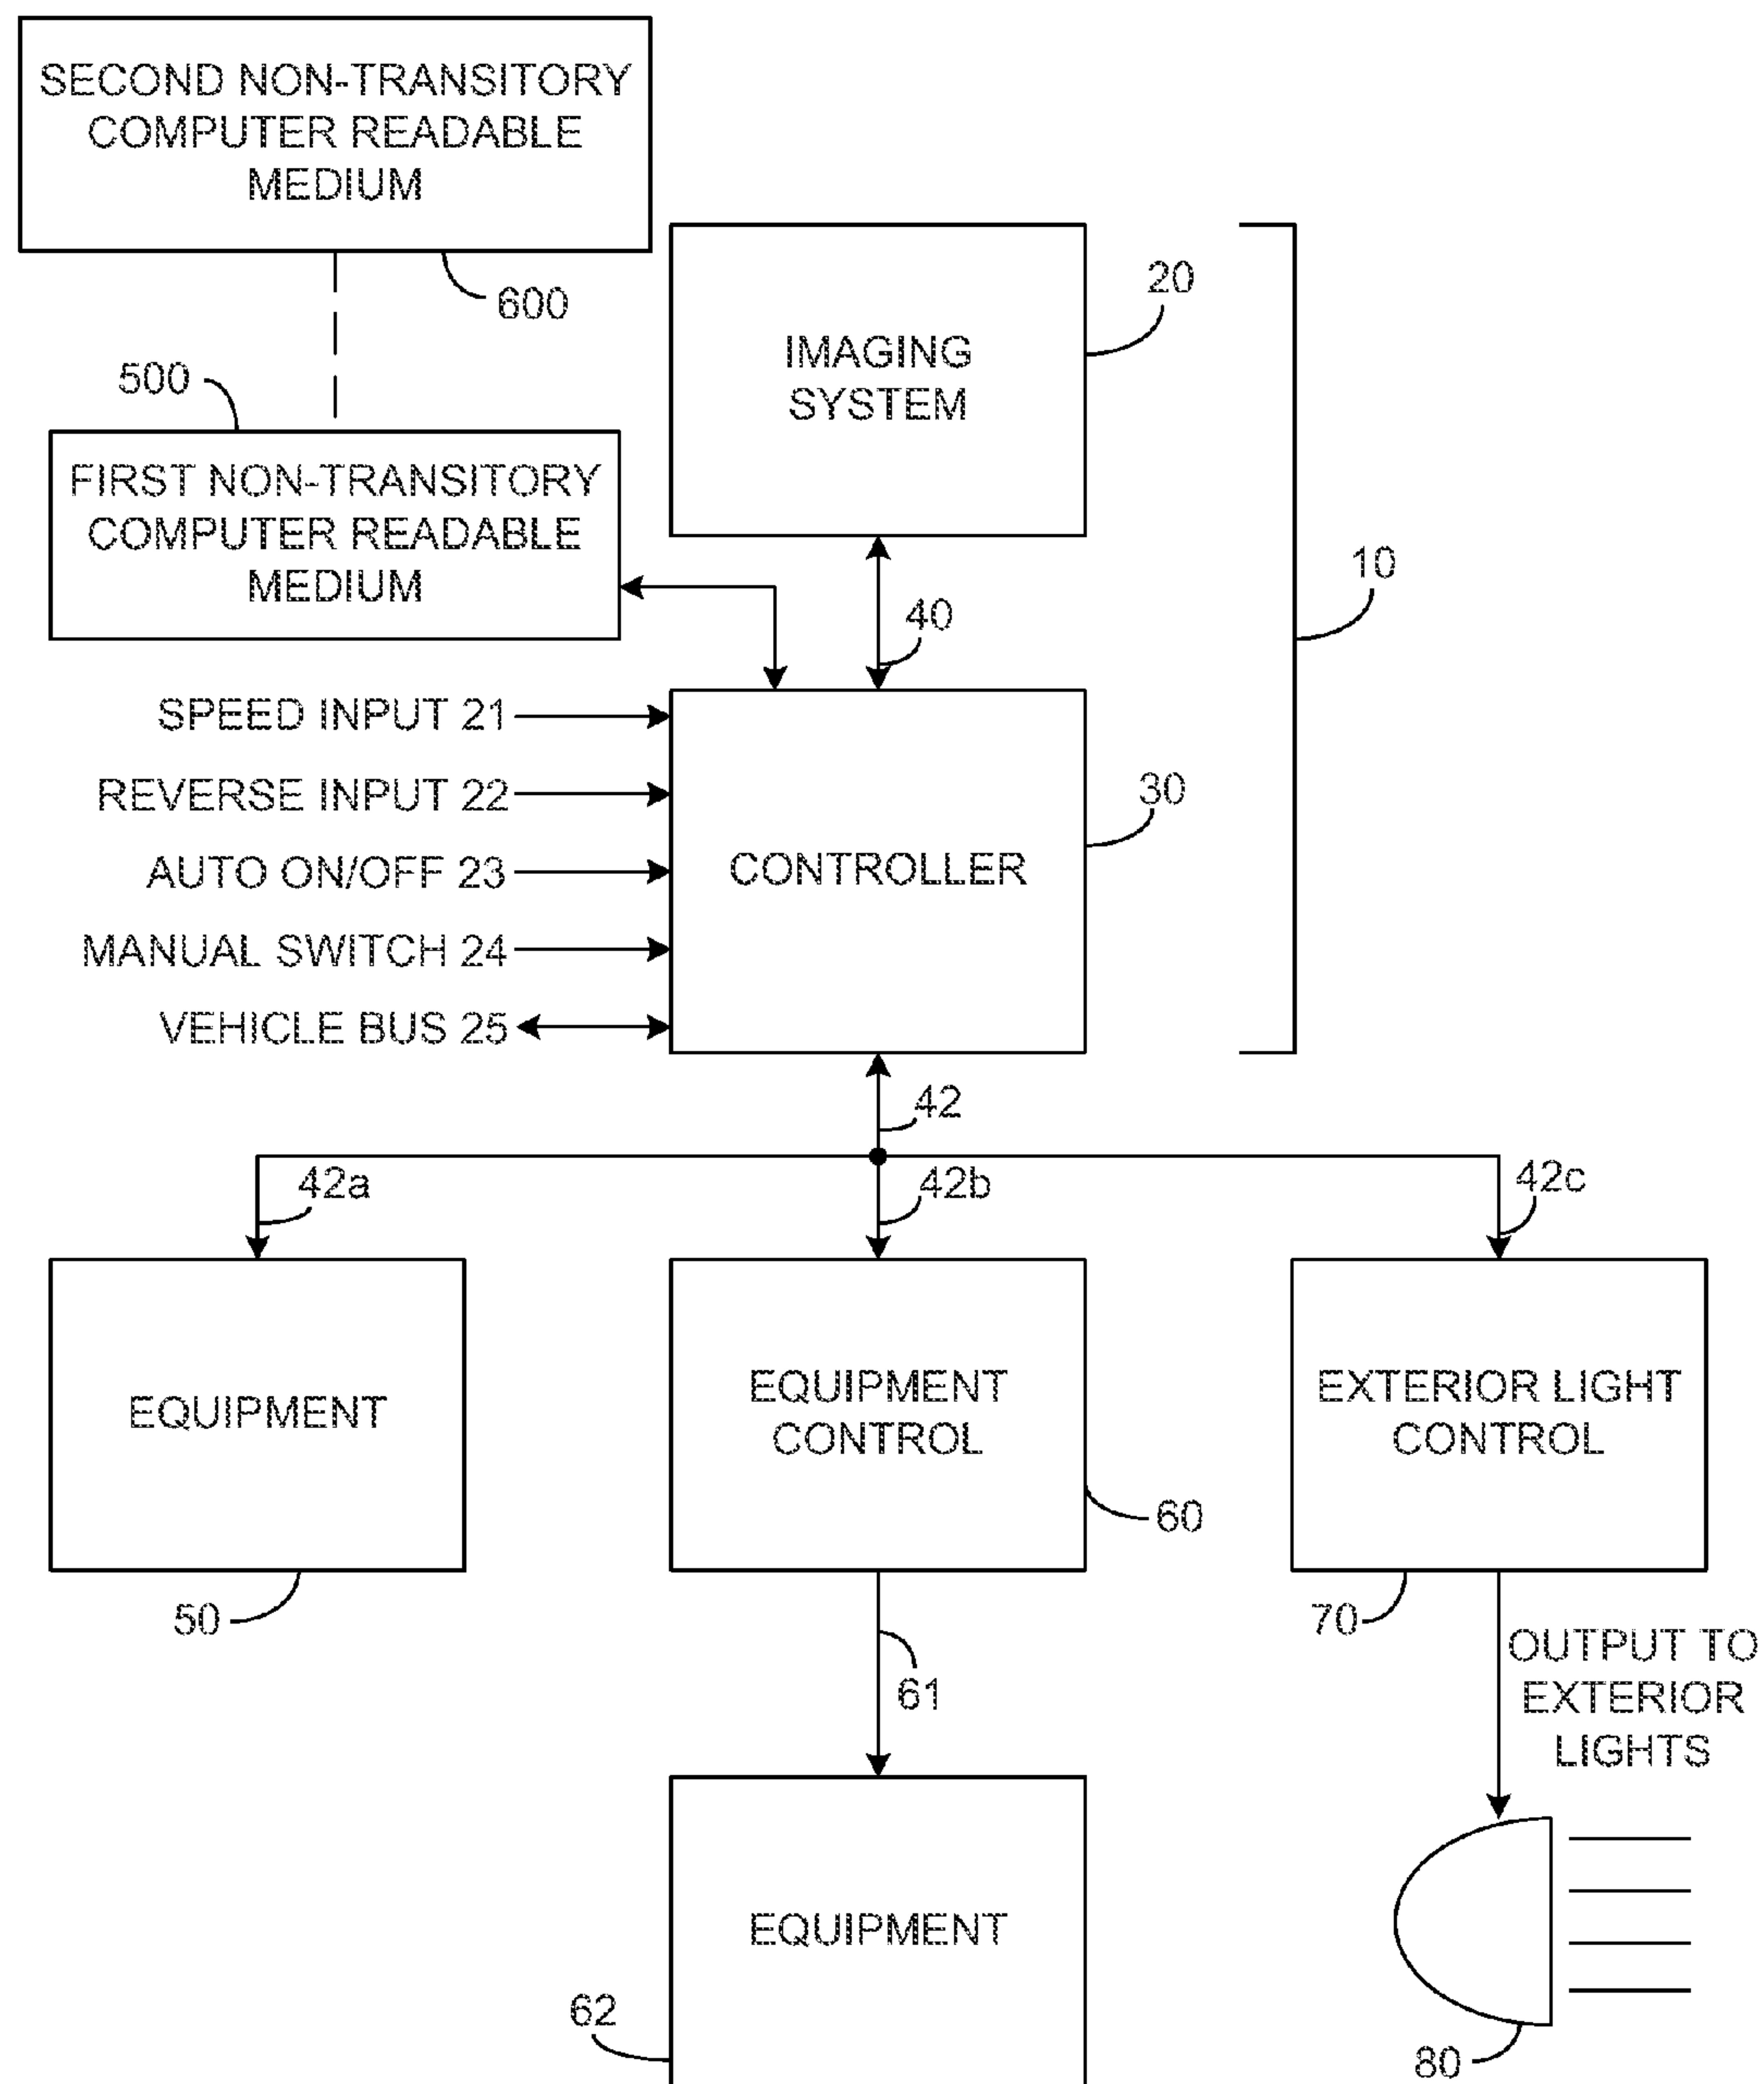 SECOND NON-TRANSITORY
COMPUTER READABLE
MEDIUM
600
500
FIRST NON-TRANSITORY
COMPUTER READABLE
MEDIUM
IMAGING
SYSTEM
20
10
40
SPEED INPUT 21
REVERSE INPUT 22
AUTO ON/OFF 23
MANUAL SWITCH 24
VEHICLE BUS 25
CONTROLLER
30
42
42a
42b
42c
EQUIPMENT
50
EQUIPMENT
CONTROL
60
EXTERIOR LIGHT
CONTROL
70
61
OUTPUT TO
EXTERIOR
LIGHTS
EQUIPMENT
62
80